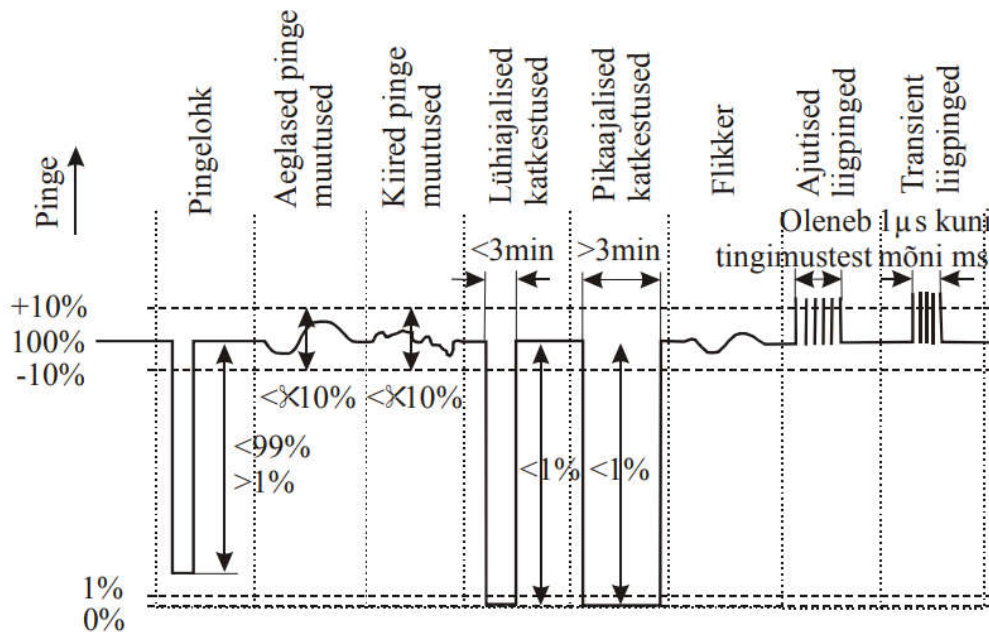 Pinge
Pingelohk
Aeglased pinge
muutused
Kiired pinge
muutused
Lühiajalised
katkestused
Pikaajalised
katkestused
Flikker
Ajutised
liigpinged
Transient
liigpinged
<3min
>3min
Oleneb
tingimustest
1μs kuni
mõni ms
+10%
100%
-10%
<10%
<10%
<99%
>1%
<1%
<1%
1%
0%